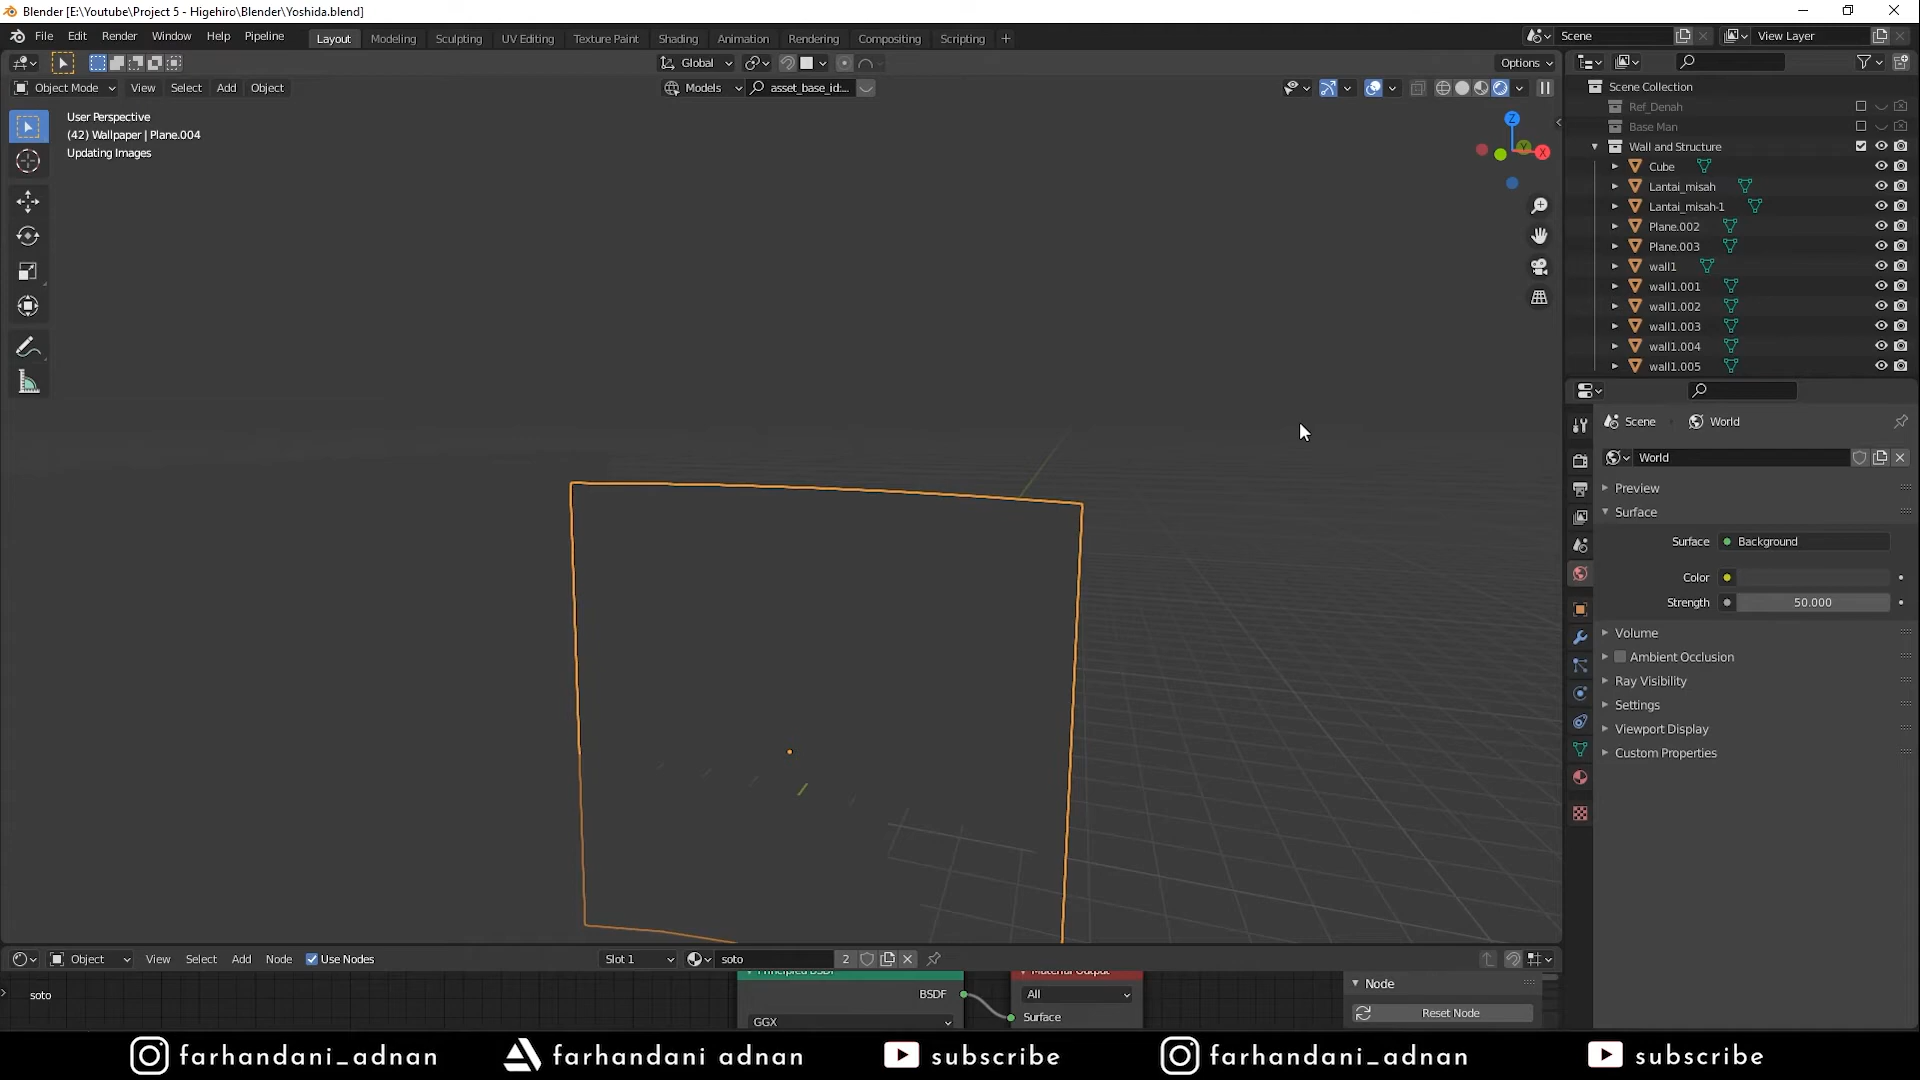 Blender [E:\Youtube\Project 5 - Higehiro\Blender\Yoshida.blend]
File Edit Render Window Help Pipeline Layout Modeling Sculpting UV Editing Texture Paint Shading Animation Rendering Compositing Scripting + Scene View Layer
Global Options
Object Mode View Select Add Object Models asset_base_id:...
User Perspective
(42) Wallpaper | Plane.004
Updating Images
Z
Y
X
Scene Collection
Ref_Denah
Base Man
Wall and Structure
Cube
Lantai_misah
Lantai_misah-1
Plane.002
Plane.003
wall1
wall1.001
wall1.002
wall1.003
wall1.004
wall1.005
Scene World
World
Preview
Surface
Surface Background
Color
Strength 50.000
Volume
Ambient Occlusion
Ray Visibility
Settings
Viewport Display
Custom Properties
Object View Select Add Node Use Nodes Slot 1 soto 2
soto
Principled BSDF
BSDF
GGX
Material Output
All
Surface
Node
Reset Node
farhandani_adnan farhandani adnan subscribe farhandani_adnan subscribe